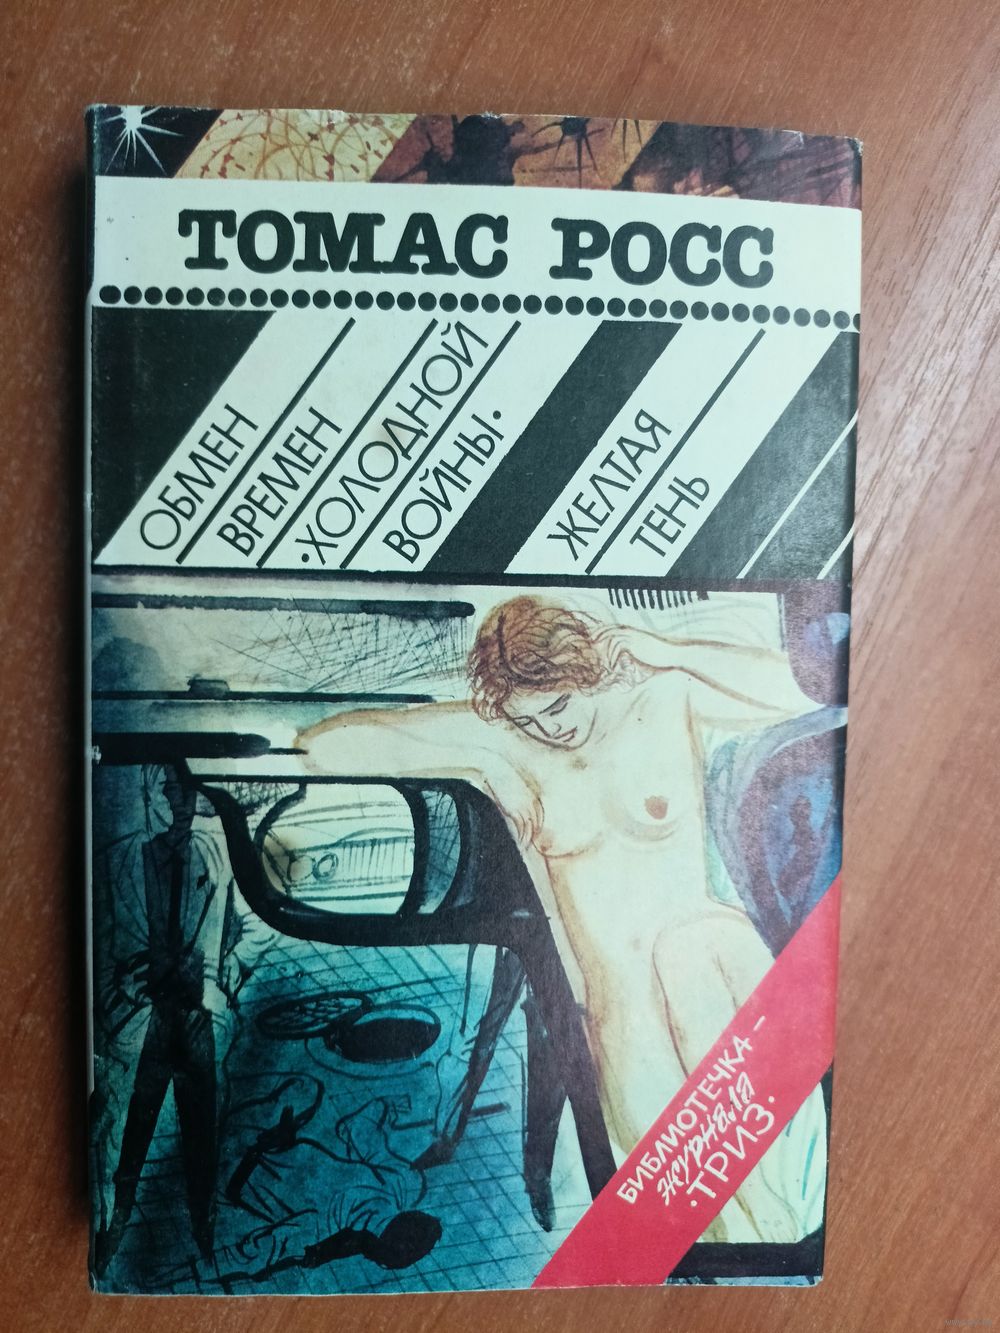 ТОМАС РОСС
ОБМЕН
ВРЕМЕН
·ХОЛОДНОЙ
ВОЙНЫ·
ЖЕЛТАЯ
ТЕНЬ
БИБЛИОТЕЧКА –
журнала
·ТРИЗ·